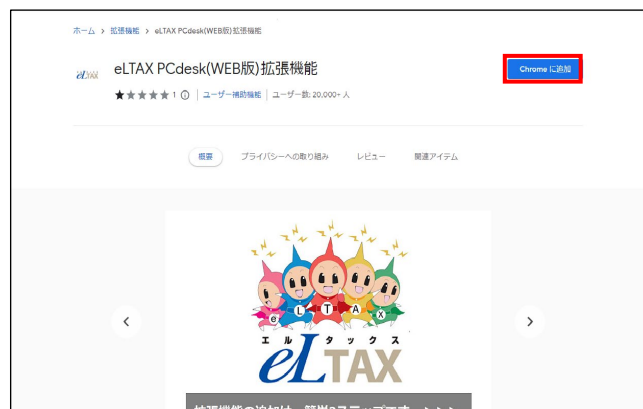 ホーム › 拡張機能 › eLTAX PCdesk(WEB版)拡張機能
eLTAX
eLTAX PCdesk(WEB版)拡張機能
Chrome に追加
★★★★★ 1 ⓘ | ユーザー補助機能 | ユーザー数: 20,000+ 人
概要 プライバシーへの取り組み レビュー 関連アイテム
e L T A X
エルタックス
eLTAX